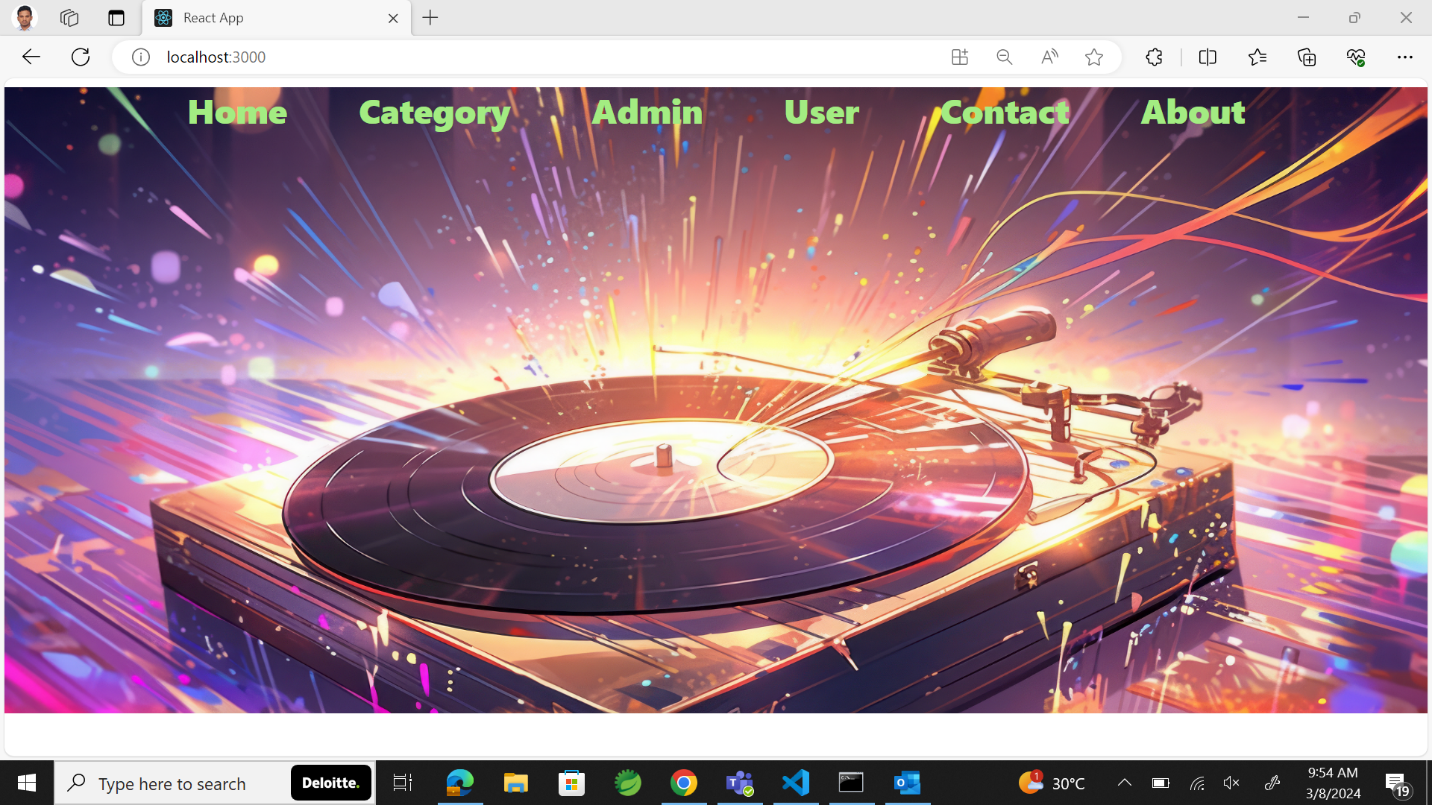 React App
localhost:3000
Home Category Admin User Contact About
Type here to search Deloitte. 1 30°C 9:54 AM
3/8/2024 19